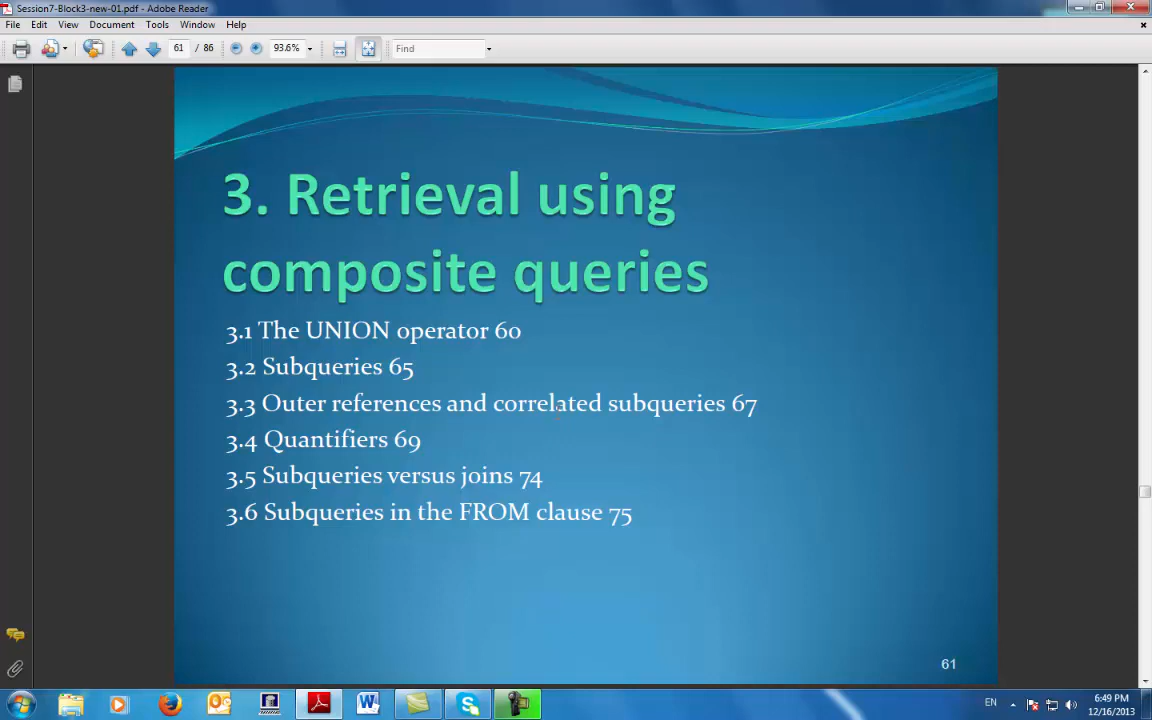 Session7-Block3-new-01.pdf - Adobe Reader
File Edit View Document Tools Window Help
61 / 86 93.6% Find
3. Retrieval using
composite queries
3.1 The UNION operator 60
3.2 Subqueries 65
3.3 Outer references and correlated subqueries 67
3.4 Quantifiers 69
3.5 Subqueries versus joins 74
3.6 Subqueries in the FROM clause 75
61
EN
6:49 PM
12/16/2013